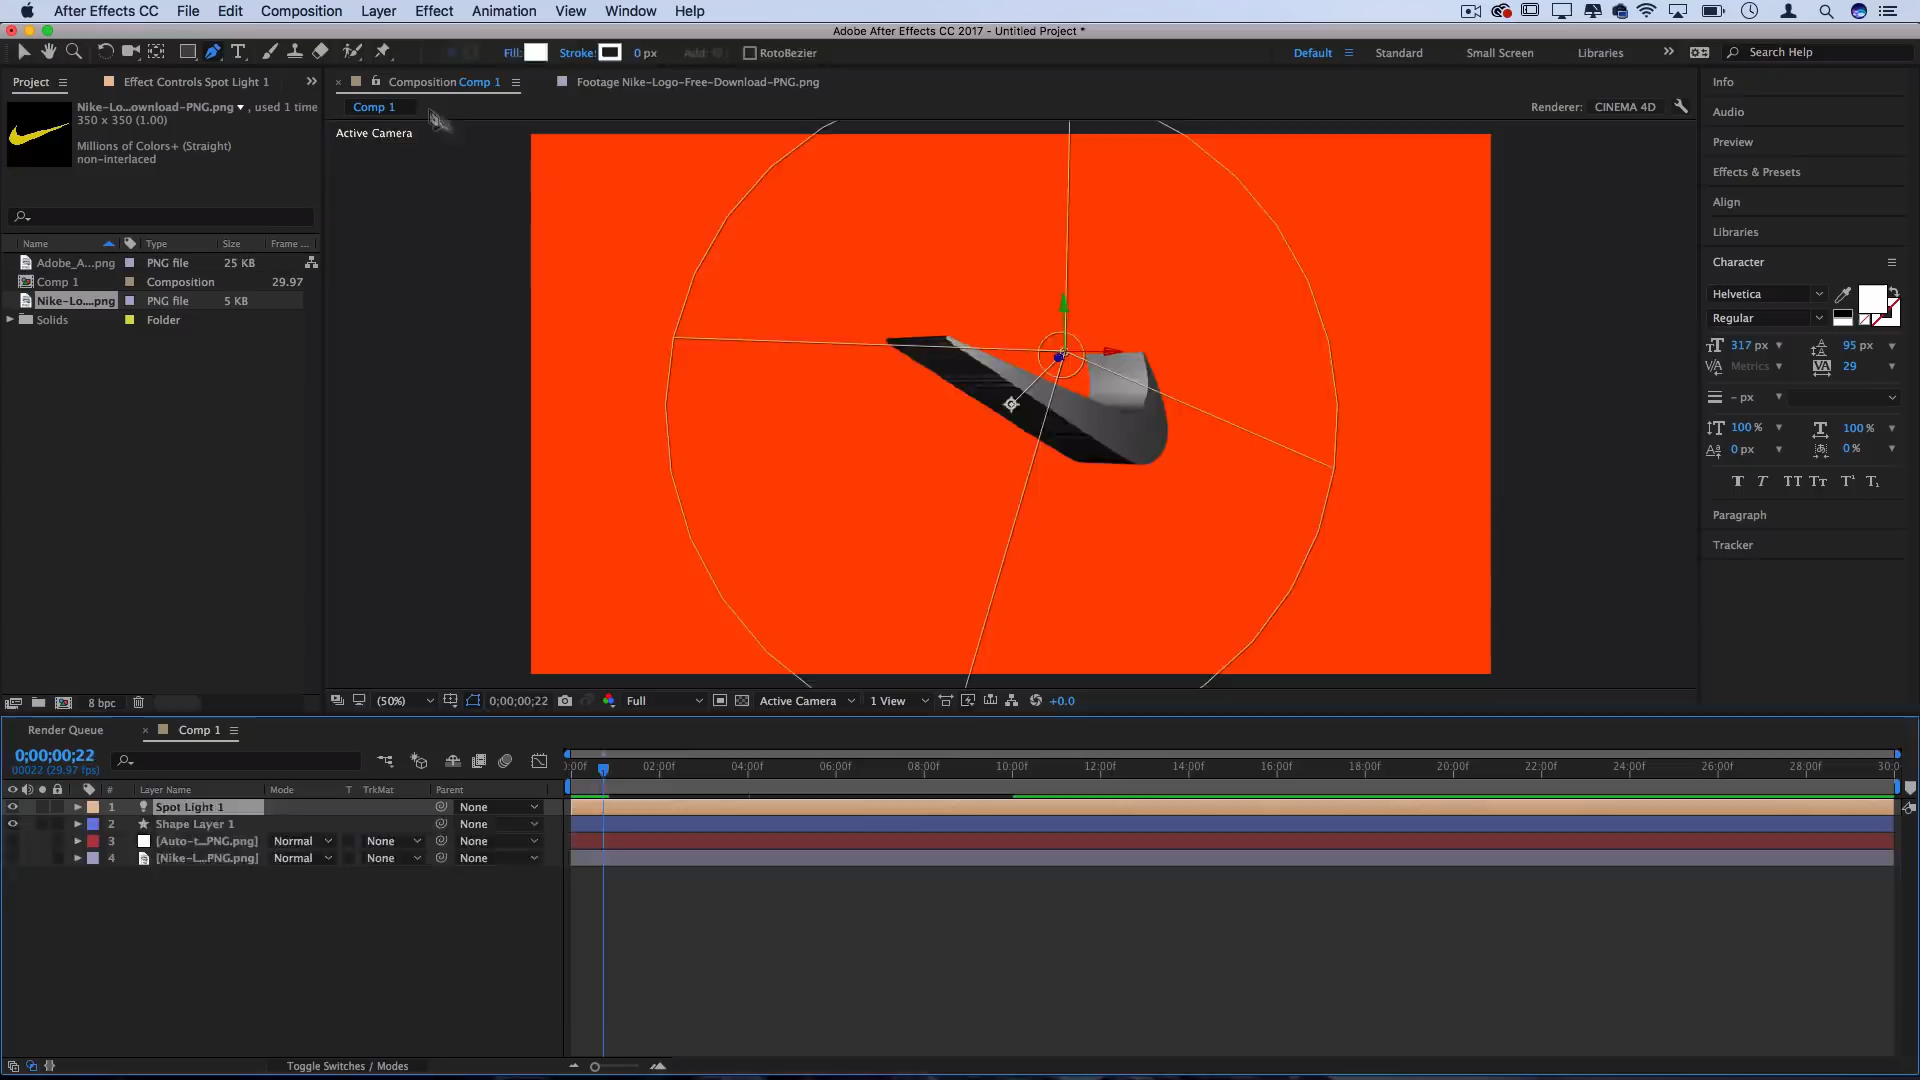 After Effects CC File Edit Composition Layer Effect Animation View Window Help
Adobe After Effects CC 2017 - Untitled Project *
Fill: Stroke: 0 px Add: RotoBezier Default Standard Small Screen Libraries Search Help
Project Effect Controls Spot Light 1
Composition Comp 1 Footage Nike-Logo-Free-Download-PNG.png
Nike-Lo...ownload-PNG.png , used 1 time
350 x 350 (1.00)
Millions of Colors+ (Straight)
non-interlaced
Comp 1
Renderer: CINEMA 4D
Active Camera
Name Type Size Frame ...
Adobe_A...png PNG file 25 KB
Comp 1 Composition 29.97
Nike-Lo....png PNG file 5 KB
Solids Folder
8 bpc
(50%) 0;00;00;22 Full Active Camera 1 View +0.0
Info
Audio
Preview
Effects & Presets
Align
Libraries
Character
Helvetica
Regular
317 px 95 px
Metrics 29
- px
100 % 100 %
0 px 0 %
T T TT Tt T¹ T₁
Paragraph
Tracker
Render Queue Comp 1
0;00;00;22
00022 (29.97 fps)
):00f 02:00f 04:00f 06:00f 08:00f 10:00f 12:00f 14:00f 16:00f 18:00f 20:00f 22:00f 24:00f 26:00f 28:00f 30:0
# Layer Name Mode T TrkMat Parent
1 Spot Light 1 None
2 Shape Layer 1 None
3 [Auto-t...PNG.png] Normal None None
4 [Nike-l...PNG.png] Normal None None
Toggle Switches / Modes